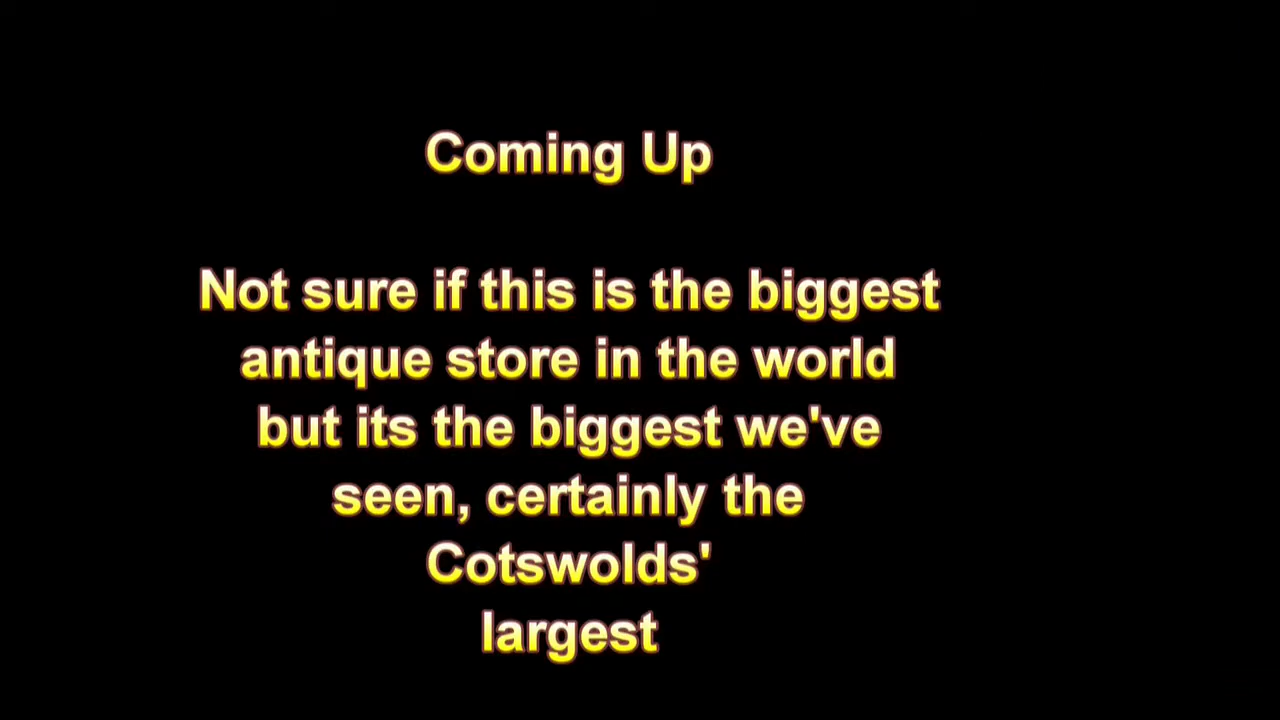 Coming Up
Not sure if this is the biggest
antique store in the world
but its the biggest we've
seen, certainly the
Cotswolds'
largest